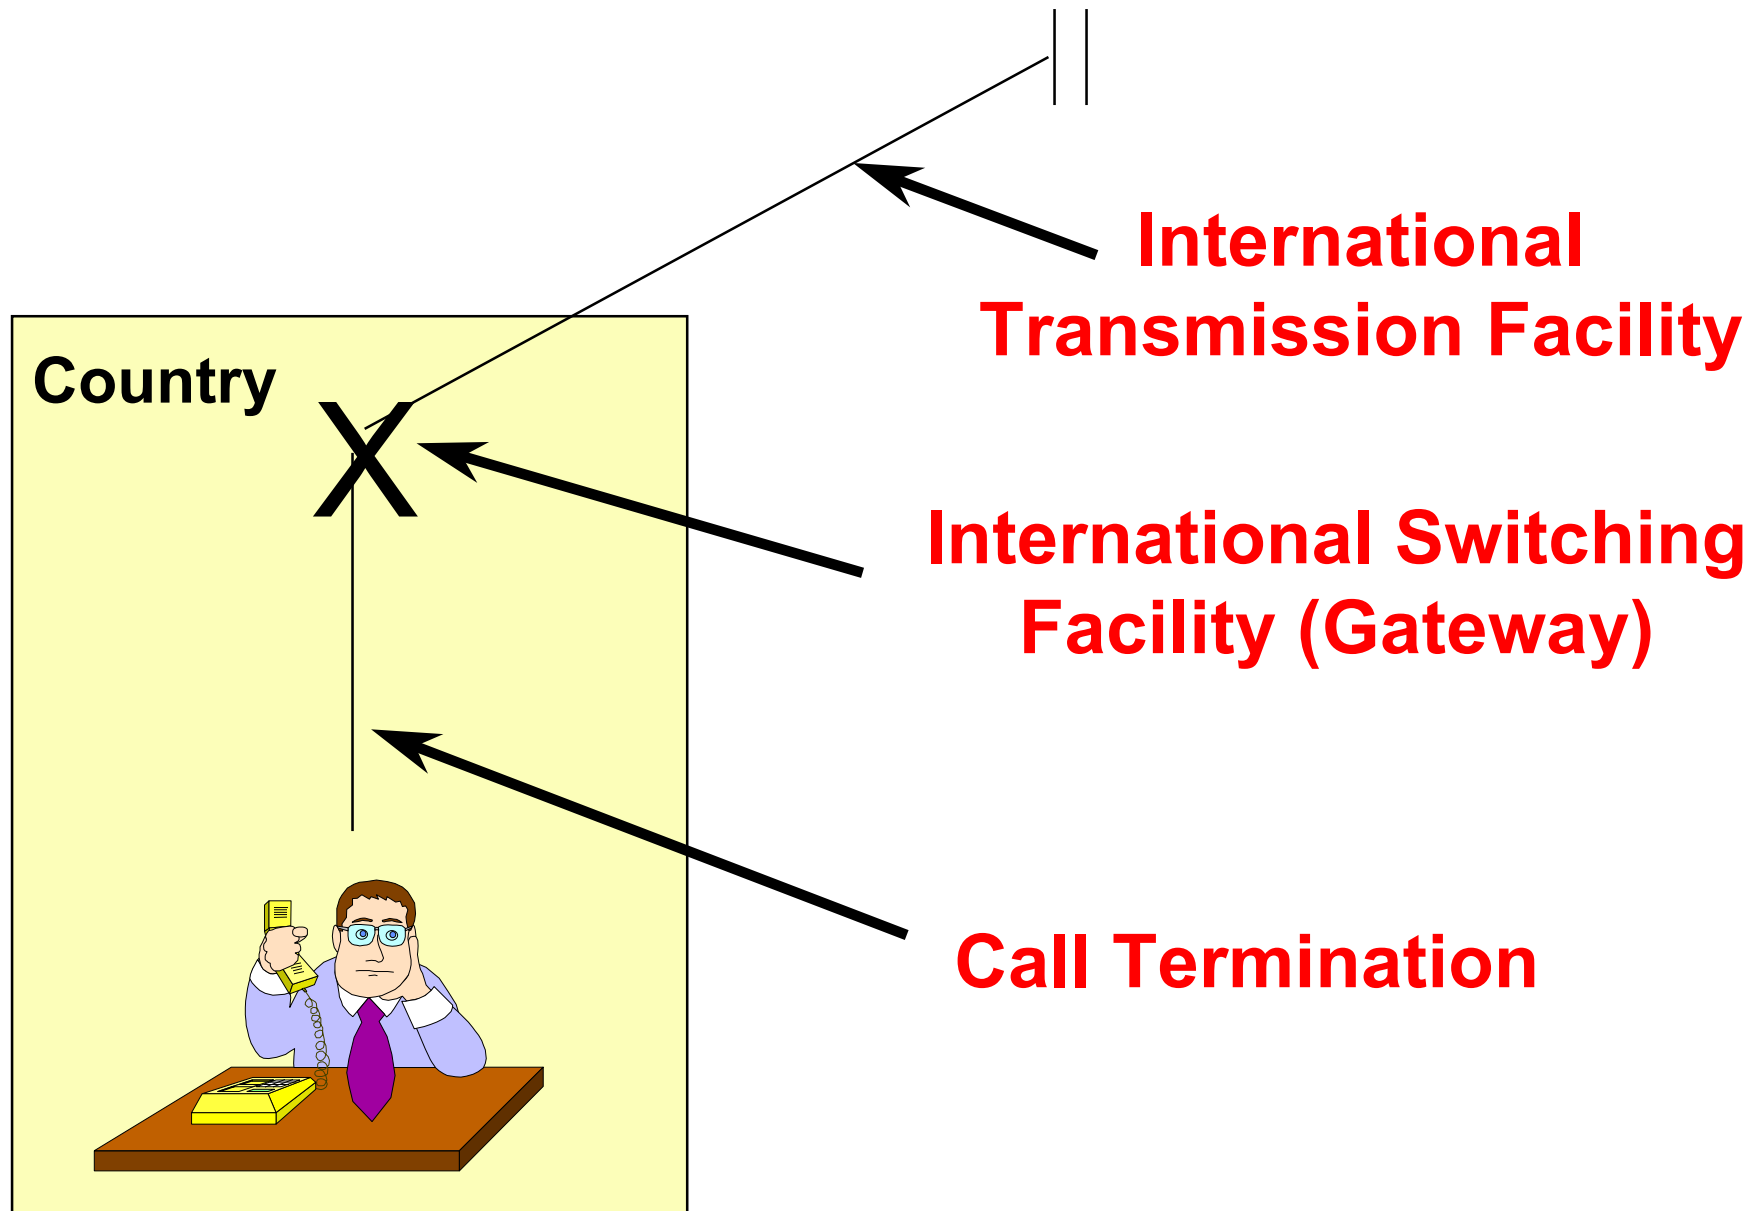 International
Transmission Facility
Country
X
International Switching
Facility (Gateway)
Call Termination